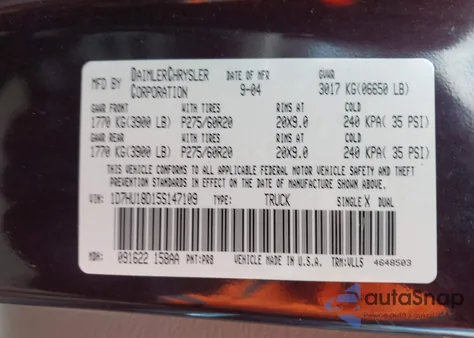 MFD BY DAIMLERCHRYSLER CORPORATION DATE OF MFR 9-04 GVWR 3017 KG(06650 LB)
GAWR FRONT WITH TIRES RIMS AT COLD
1770 KG(3900 LB) P275/60R20 20X9.0 240 KPA( 35 PSI)
GAWR REAR WITH TIRES RIMS AT COLD
1770 KG(3900 LB) P275/60R20 20X9.0 240 KPA( 35 PSI)
THIS VEHICLE CONFORMS TO ALL APPLICABLE FEDERAL MOTOR VEHICLE SAFETY AND THEFT
PREVENTION STANDARDS IN EFFECT ON THE DATE OF MANUFACTURE SHOWN ABOVE.
VIN: 1D7HU18D15S147109 TYPE: TRUCK SINGLE X DUAL
MDH: 091622 158AA PNT:PRB VEHICLE MADE IN U.S.A. TRM:VLLS 4648503
autoSnap